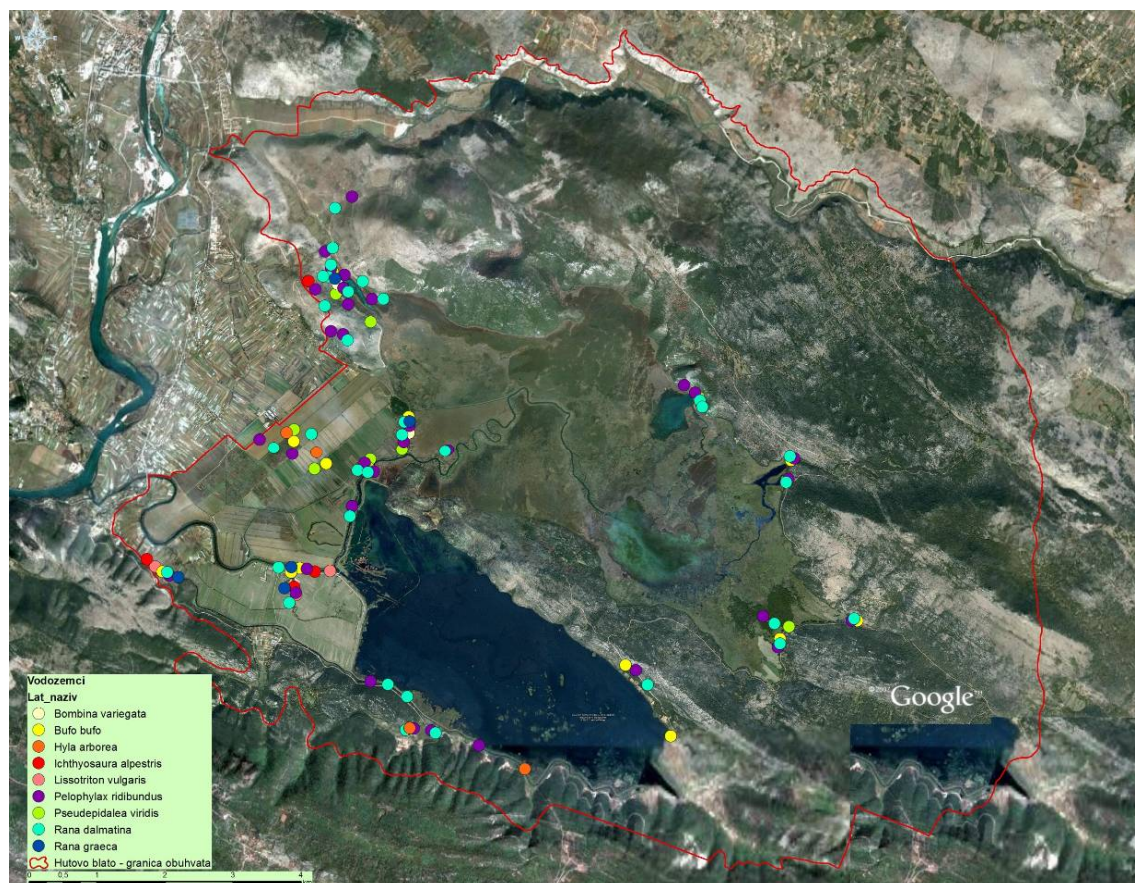 Google™
Vodozemci
Lat_naziv
Bombina variegata
Bufo bufo
Hyla arborea
Ichthyosaura alpestris
Lissotriton vulgaris
Pelophylax ridibundus
Pseudepidalea viridis
Rana dalmatina
Rana graeca
Hutovo blato - granica obuhvata
0 0,5 1 2 3 4